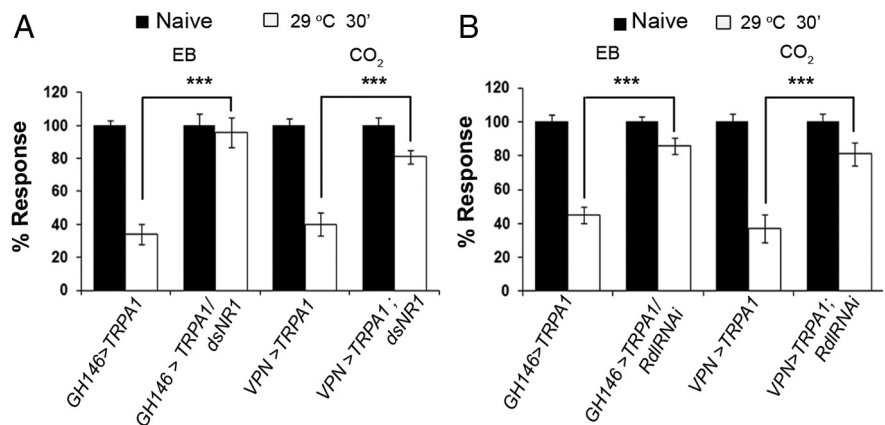 A
Naive
29 °C 30'
EB
CO2
***
***
% Response
120
100
80
60
40
20
0
GH146>TRPA1
GH146 > TRPA1/
dsNR1
VPN >TRPA1
VPN >TRPA1 ;
dsNR1
B
Naive
29 °C 30'
EB
CO2
***
***
% Response
120
100
80
60
40
20
0
GH146>TRPA1
GH146 > TRPA1/
RdlRNAi
VPN >TRPA1
VPN>TRPA1;
RdlRNAi